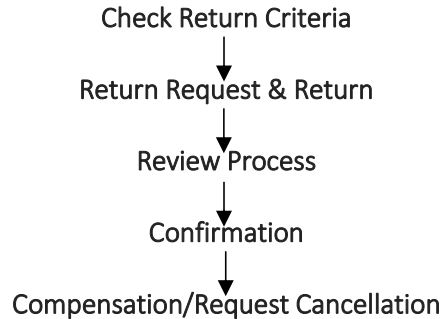 Check Return Criteria
Return Request & Return
Review Process
Confirmation
Compensation/Request Cancellation